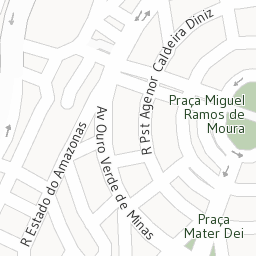 R Pst Agenor Caldeira Diniz
Praça Miguel
Ramos de
Moura
Av Ouro Verde de Minas
R Estado do Amazonas
Praça
Mater Dei